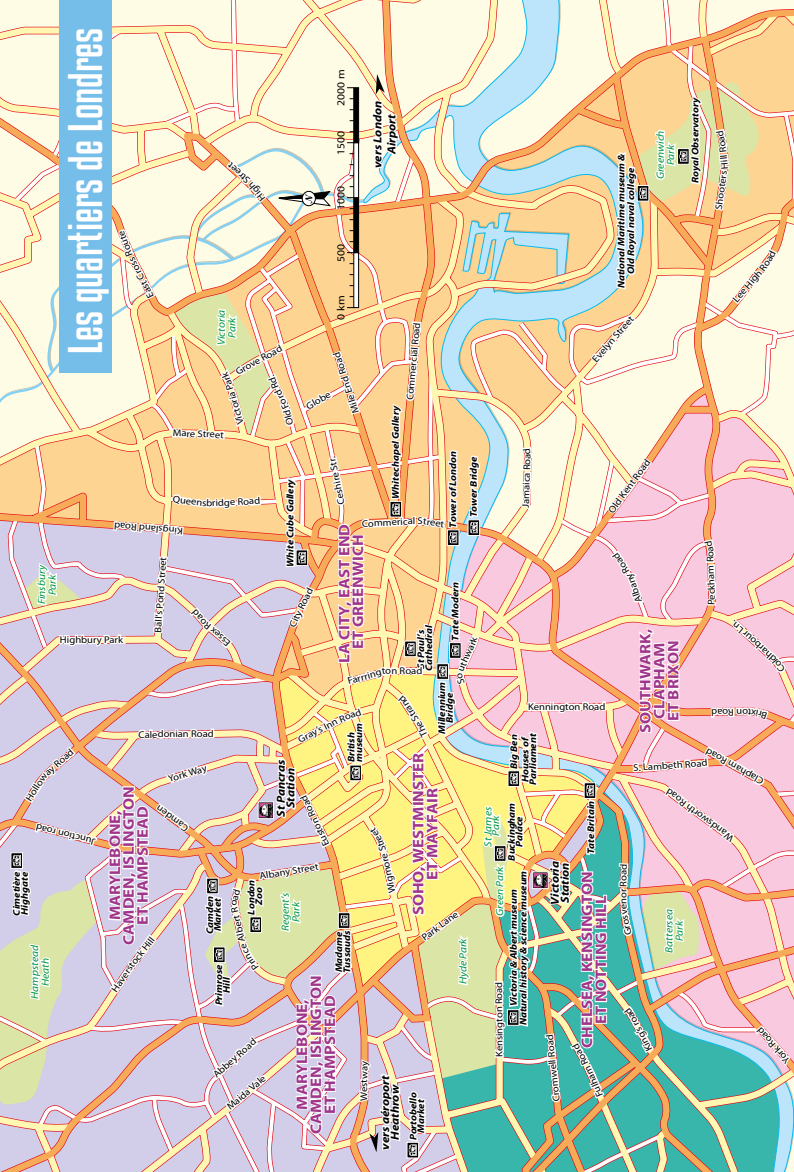 Les quartiers de Londres
MARYLEBONE,
CAMDEN, ISLINGTON
ET HAMPSTEAD
MARYLEBONE,
CAMDEN, ISLINGTON
ET HAMPSTEAD
LA CITY, EAST END
ET GREENWICH
SOHO, WESTMINSTER
ET MAYFAIR
CHELSEA, KENSINGTON
ET NOTTING HILL
SOUTHWARK,
CLAPHAM
ET BRIXON
Cimetière
Highgate
Hampstead
Heath
Finsbury
Park
Highbury Park
Holloway Road
Junction road
Camden
Caledonian Road
York Way
Ball's Pond Street
Essex Road
Kingsland Road
Queensbridge Road
Mare Street
Victoria Park
Victoria
Park
Grove Road
Old Ford Rd
Globe
East Cross Route
High Street
Mile End Road
Commercial Road
0 km
500
1000
1500
2000 m
S
vers London
Airport
Haverstock Hill
Camden
Market
Primrose
Hill
Prince Albert Road
London
Zoo
Regent's
Park
Albany Street
St Pancras
Station
Euston Road
City Road
White Cube Gallery
Ceshire Str.
Whitechapel Gallery
Commerical Street
Abbey Road
Maida Vale
Madame
Tussauds
Westway
vers aéroport
Heathrow
Portobello
Market
Wigmore Street
British
museum
Gray's Inn Road
Farrrington Road
The Strand
St Paul's
Cathedral
Millennium
Bridge
Tate Modern
Southwalk
Tower of London
Tower Bridge
Jamaica Road
Evelyn Street
National Maritime museum &
Old Royal naval college
Greenwich
Park
Royal Observatory
Shooters Hill Road
Lee High Road
Old Kent Road
Peckham Road
Albany Road
Coldharbour Ln.
Brixton Road
Kennington Road
S. Lambeth Road
Clapham Road
Wandsworth Road
Park Lane
Hyde Park
Green Park
St James
Park
Buckingham
Palace
Big Ben
Houses of
Parliament
Tate Britain
Victoria
Station
Victoria & Albert museum
Natural history & science museum
Kensington Road
Cromwell Road
Fulham Road
King's road
Grosvenor Road
Battersea
Park
York Road